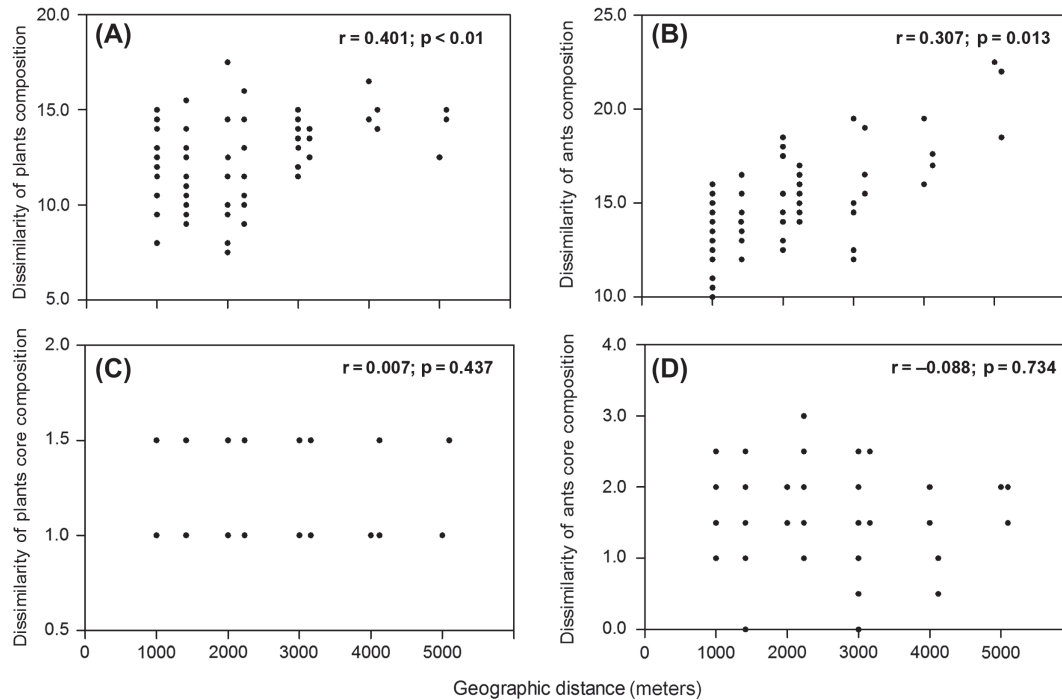 (A)
r = 0.401; p < 0.01
Dissimilarity of plants composition
20.0
15.0
10.0
5.0
(B)
r = 0.307; p = 0.013
Dissimilarity of ants composition
25.0
20.0
15.0
10.0
(C)
r = 0.007; p = 0.437
Dissimilarity of plants core composition
2.0
1.5
1.0
0.5
0 1000 2000 3000 4000 5000
(D)
r = –0.088; p = 0.734
Dissimilarity of ants core composition
4.0
3.0
2.0
1.0
0.0
0 1000 2000 3000 4000 5000
Geographic distance (meters)